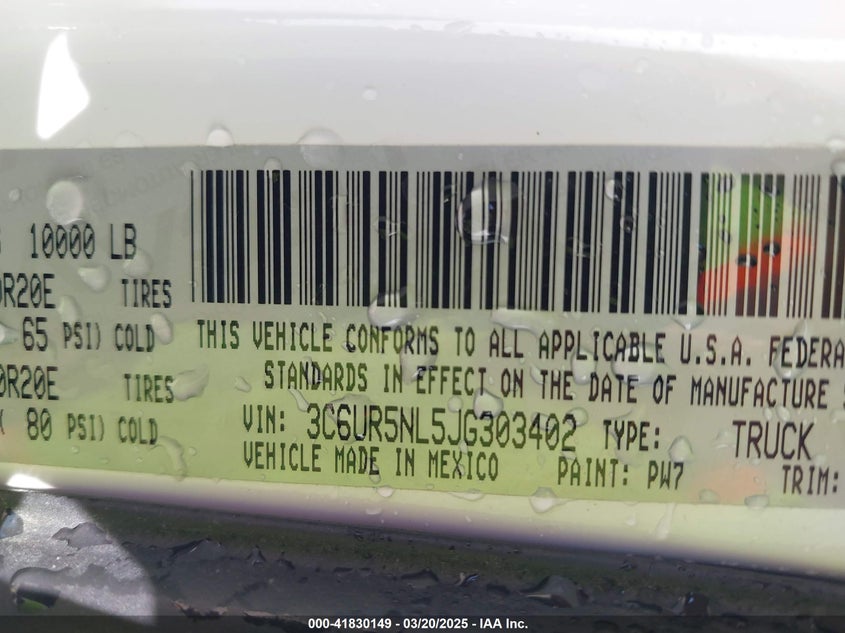 10000 LB
0R20E TIRES
65 PSI) COLD
0R20E TIRES
( 80 PSI) COLD
THIS VEHICLE CONFORMS TO ALL APPLICABLE U.S.A. FEDERA
STANDARDS IN EFFECT ON THE DATE OF MANUFACTURE S
VIN: 3C6UR5NL5JG303402 TYPE: TRUCK
VEHICLE MADE IN MEXICO PAINT: PW7 TRIM:
000-41830149 — 03/20/2025 — IAA Inc.